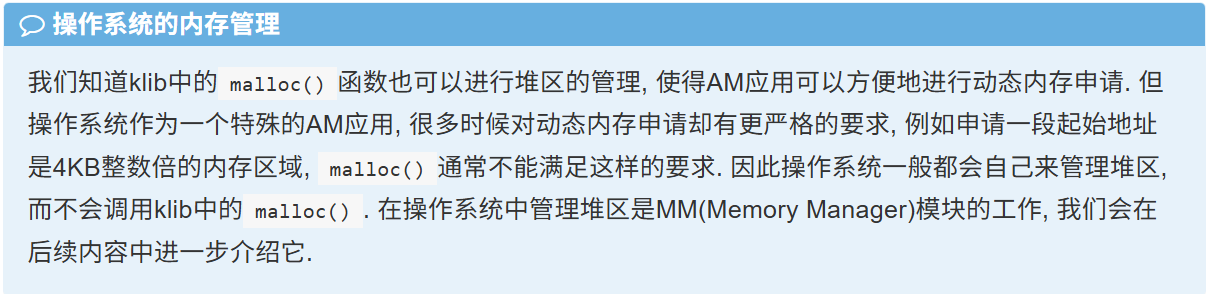 操作系统的内存管理
我们知道klib中的 malloc() 函数也可以进行堆区的管理, 使得AM应用可以方便地进行动态内存申请. 但
操作系统作为一个特殊的AM应用, 很多时候对动态内存申请却有更严格的要求, 例如申请一段起始地址
是4KB整数倍的内存区域, malloc() 通常不能满足这样的要求. 因此操作系统一般都会自己来管理堆区,
而不会调用klib中的 malloc() . 在操作系统中管理堆区是MM(Memory Manager)模块的工作, 我们会在
后续内容中进一步介绍它.